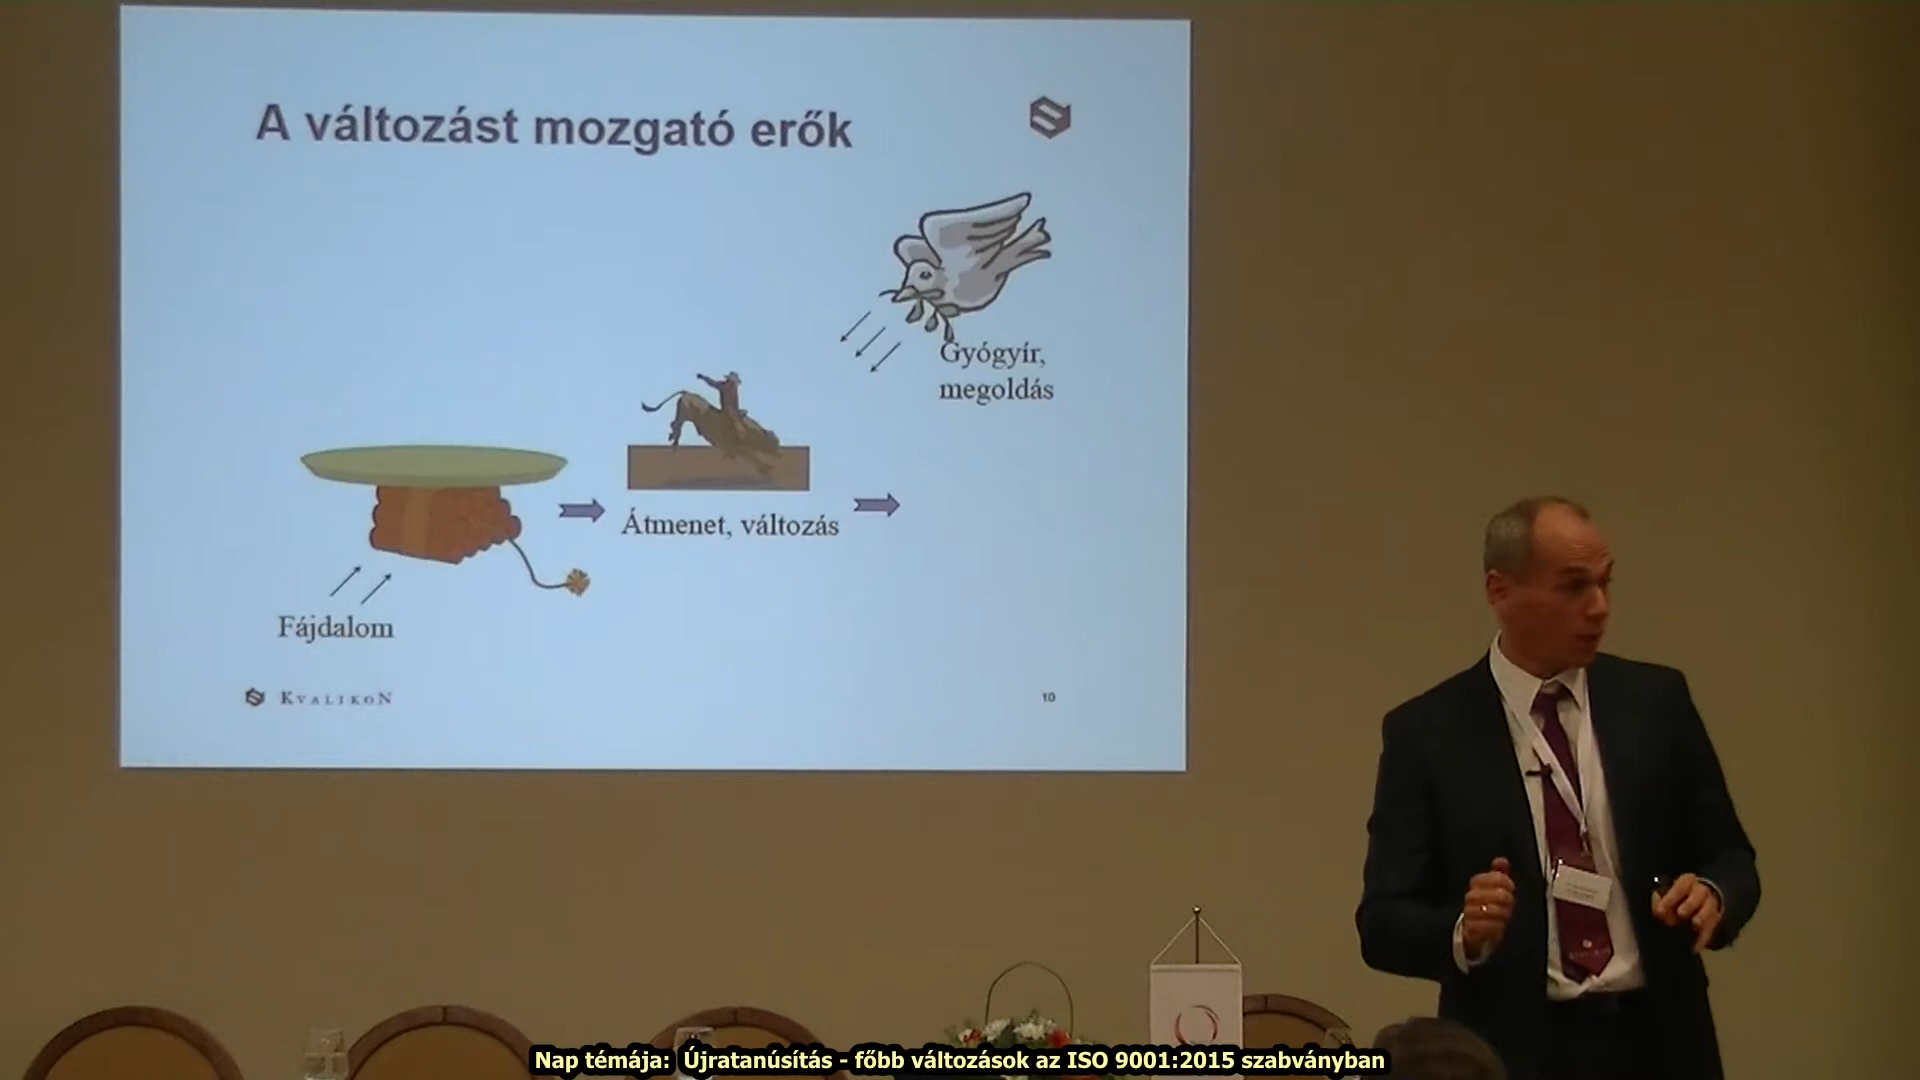 A változást mozgató erők
Gyógyír,
megoldás
Átmenet, változás
Fájdalom
KVALIKON
10
Nap témája: Újratanúsítás - főbb változások az ISO 9001:2015 szabványban